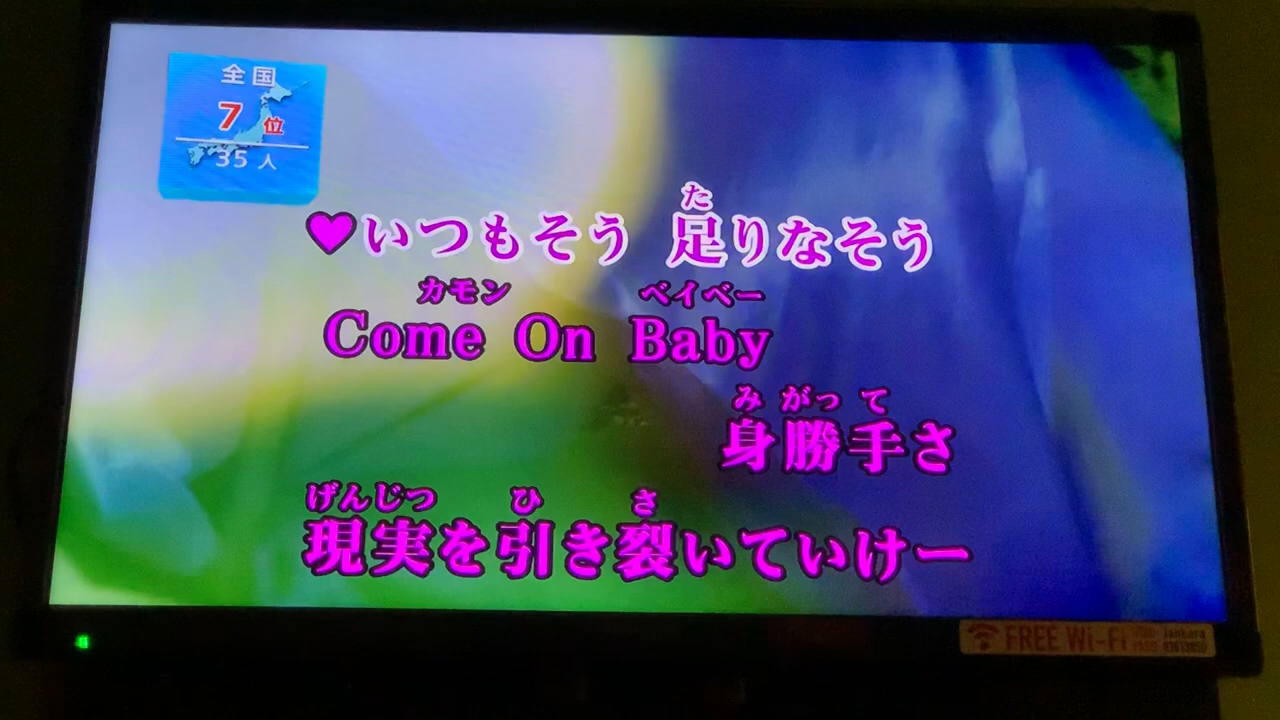 全国
7位
35人
た
♥いつもそう 足りなそう
カモン ベイベー
Come On Baby
み がっ て
身勝手さ
げんじつ ひ さ
現実を引き裂いていけー
FREE Wi-Fi